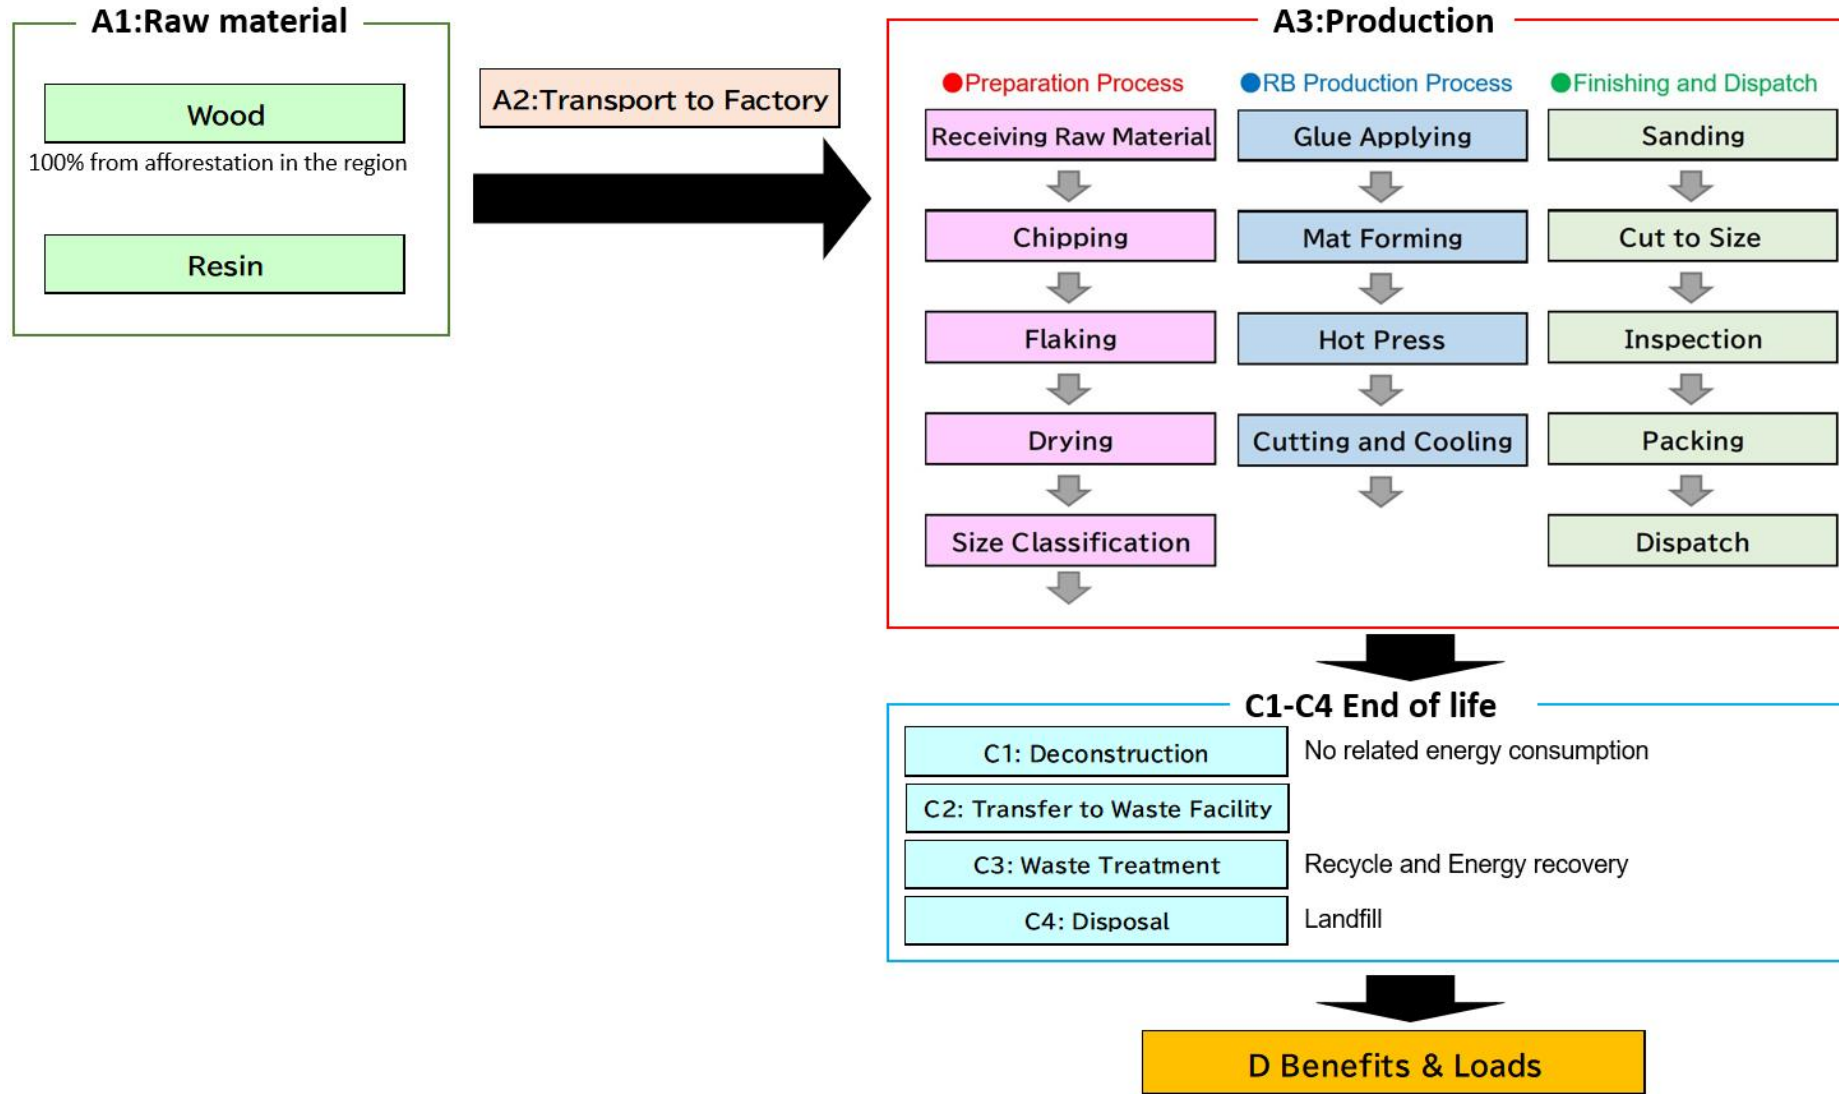 A1:Raw material
Wood
100% from afforestation in the region
Resin
A2:Transport to Factory
A3:Production
●Preparation Process
Receiving Raw Material
Chipping
Flaking
Drying
Size Classification
●RB Production Process
Glue Applying
Mat Forming
Hot Press
Cutting and Cooling
●Finishing and Dispatch
Sanding
Cut to Size
Inspection
Packing
Dispatch
C1-C4 End of life
C1: Deconstruction
No related energy consumption
C2: Transfer to Waste Facility
C3: Waste Treatment
Recycle and Energy recovery
C4: Disposal
Landfill
D Benefits & Loads